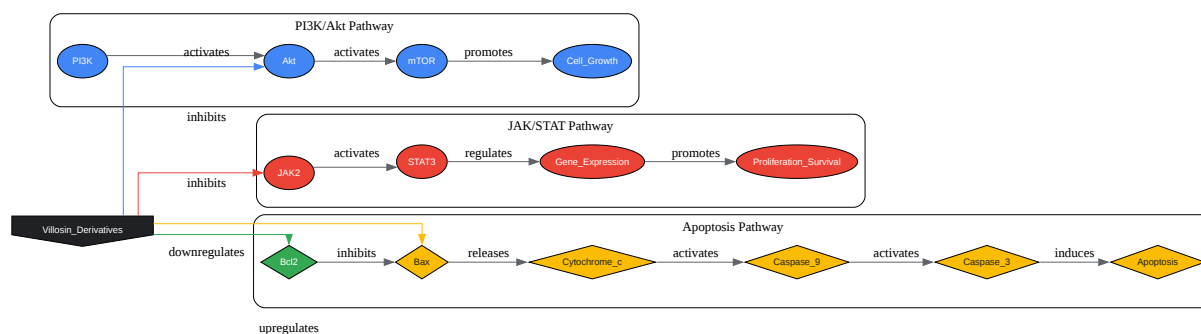 PI3K/Akt Pathway
PI3K
activates
Akt
activates
mTOR
promotes
Cell_Growth
inhibits
JAK/STAT Pathway
JAK2
activates
STAT3
regulates
Gene_Expression
promotes
Proliferation_Survival
inhibits
Villosin_Derivatives
Apoptosis Pathway
downregulates
Bcl2
inhibits
Bax
releases
Cytochrome_c
activates
Caspase_9
activates
Caspase_3
induces
Apoptosis
upregulates